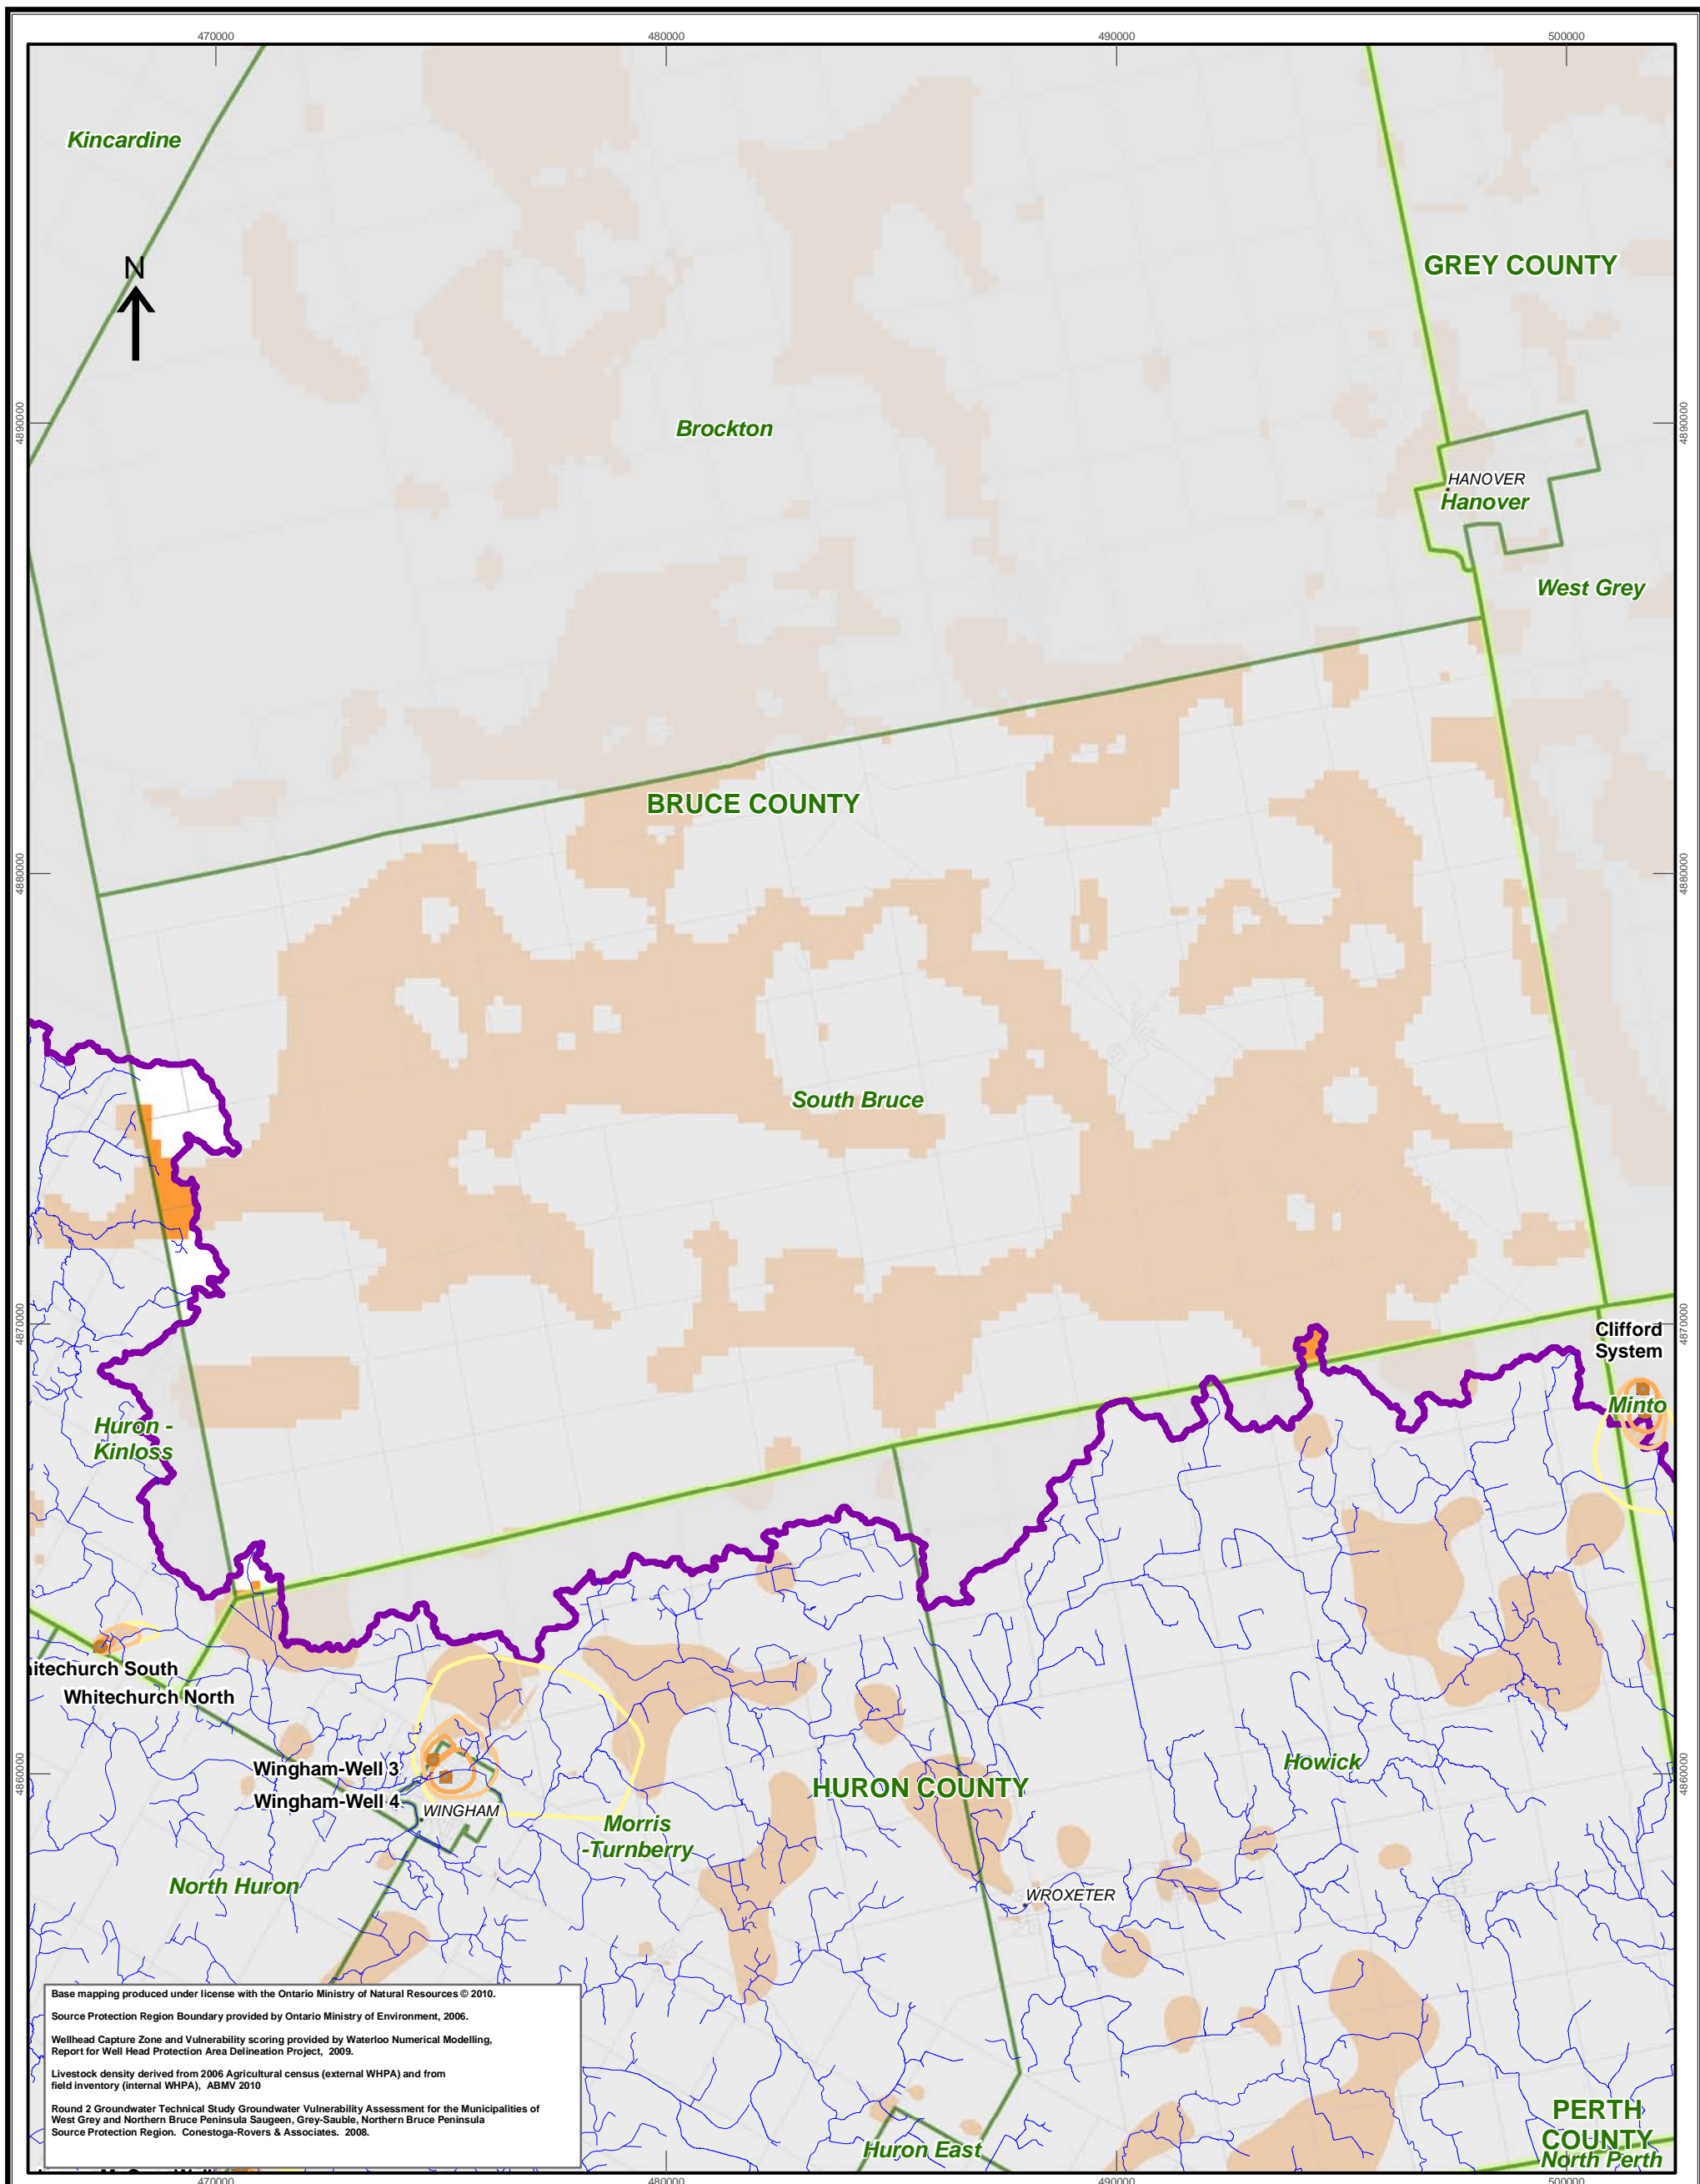 470000
480000
490000
500000
Kincardine
N
GREY COUNTY
4890000
Brockton
4890000
HANOVER
Hanover
West Grey
BRUCE COUNTY
4880000
4880000
South Bruce
4870000
4870000
Clifford
System
Minto
Huron -
Kinloss
itechurch South
Whitechurch North
Wingham-Well 3
Wingham-Well 4
WINGHAM
HURON COUNTY
Howick
4860000
4860000
Morris
-Turnberry
North Huron
WROXETER
Base mapping produced under license with the Ontario Ministry of Natural Resources © 2010.
Source Protection Region Boundary provided by Ontario Ministry of Environment, 2006.
Wellhead Capture Zone and Vulnerability scoring provided by Waterloo Numerical Modelling,
Report for Well Head Protection Area Delineation Project, 2009.
Livestock density derived from 2006 Agricultural census (external WHPA) and from
field inventory (internal WHPA), ABMV 2010
Round 2 Groundwater Technical Study Groundwater Vulnerability Assessment for the Municipalities of
West Grey and Northern Bruce Peninsula Saugeen, Grey-Sauble, Northern Bruce Peninsula
Source Protection Region. Conestoga-Rovers & Associates. 2008.
PERTH
COUNTY
North Perth
Huron East
470000
480000
490000
500000